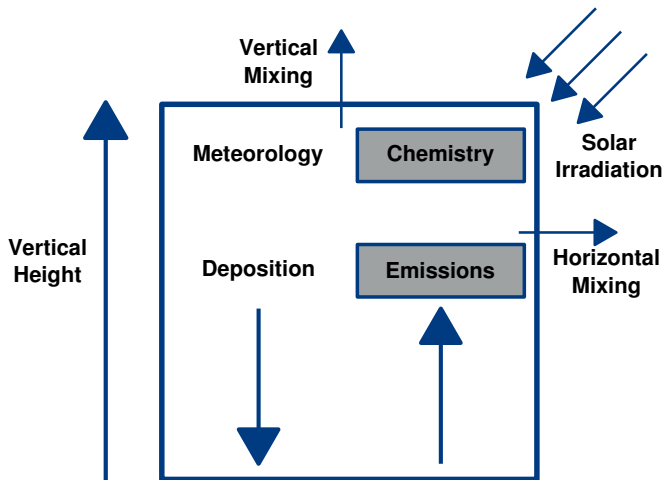 Vertical
Mixing
Meteorology
Chemistry
Solar
Irradiation
Vertical
Height
Deposition
Emissions
Horizontal
Mixing